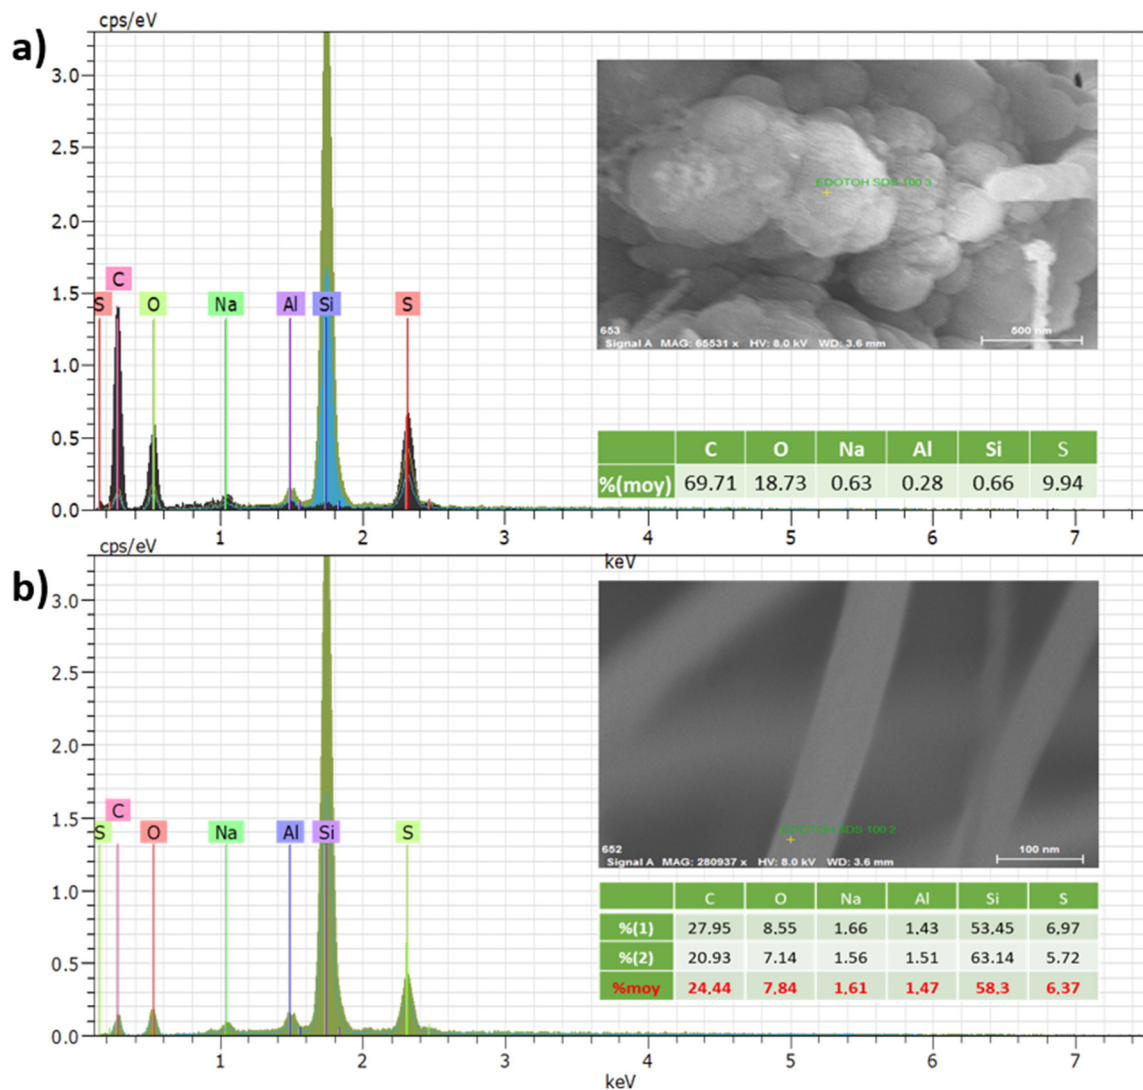 a)
cps/eV
3.0
2.5
2.0
1.5
1.0
0.5
0.0
S
C
O
Na
Al
Si
S
EDOTOH SDS 100 3
653
Signal A MAG: 65531 x HV: 8.0 kV WD: 3.6 mm
500 nm
C O Na Al Si S
%(moy) 69.71 18.73 0.63 0.28 0.66 9.94
1 2 3 4 5 6 7
keV
b)
cps/eV
3.0
2.5
2.0
1.5
1.0
0.5
0.0
S
C
O
Na
Al
Si
S
EDOTOH SDS 100 2
652
Signal A MAG: 280937 x HV: 8.0 kV WD: 3.6 mm
100 nm
C O Na Al Si S
%(1) 27.95 8.55 1.66 1.43 53.45 6.97
%(2) 20.93 7.14 1.56 1.51 63.14 5.72
%moy 24.44 7.84 1.61 1.47 58.3 6.37
1 2 3 4 5 6 7
keV